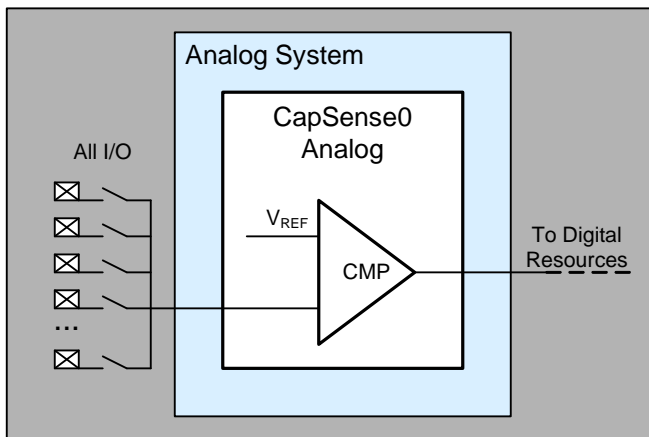 Analog System
CapSense0
Analog
All I/O
VREF
CMP
To Digital
Resources
...